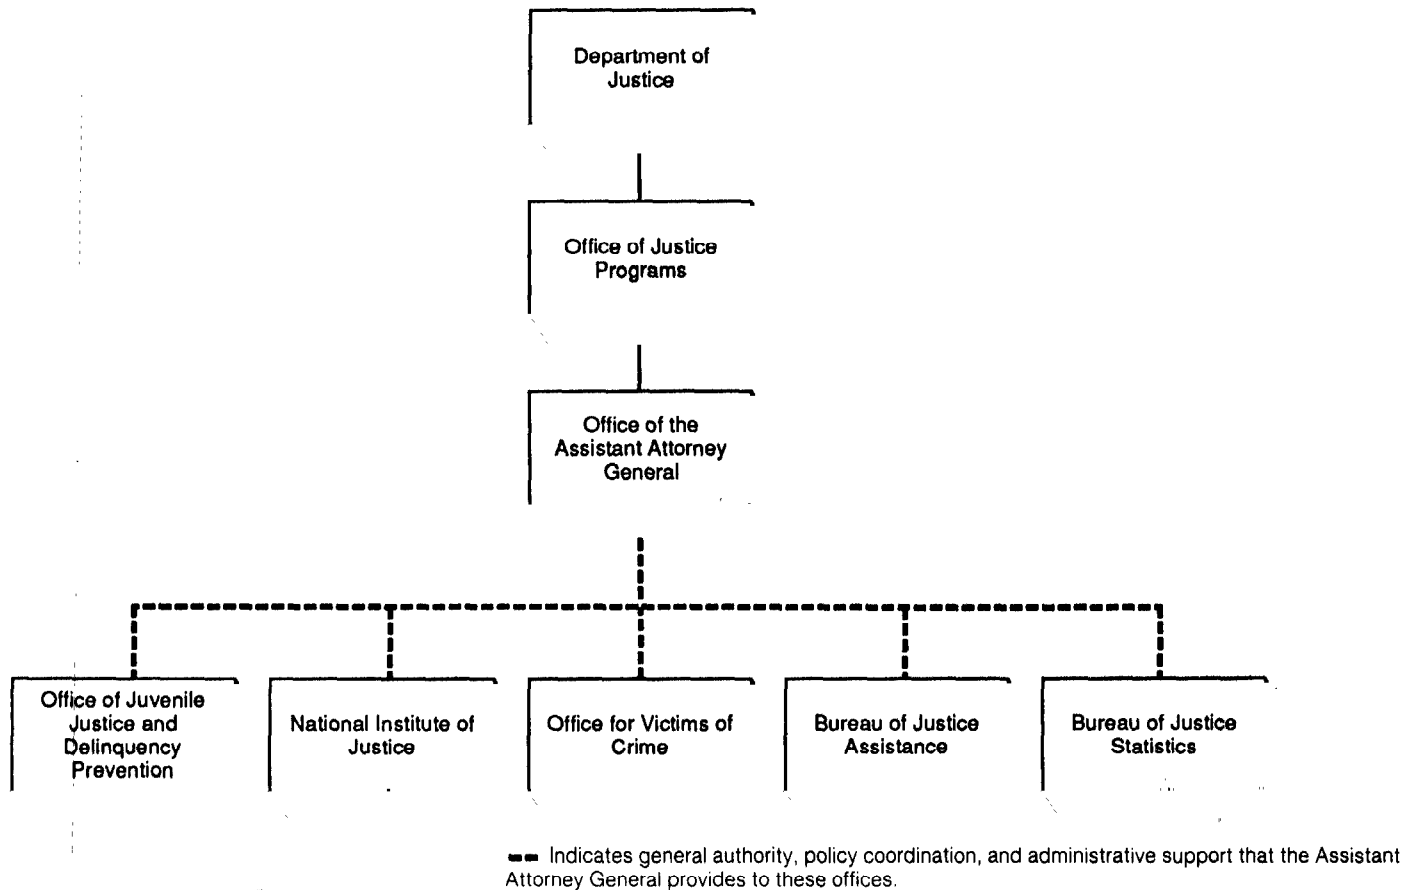 Department of
Justice
Office of Justice
Programs
Office of the
Assistant Attorney
General
Office of Juvenile
Justice and
Delinquency
Prevention
National Institute of
Justice
Office for Victims of
Crime
Bureau of Justice
Assistance
Bureau of Justice
Statistics
Indicates general authority, policy coordination, and administrative support that the Assistant
Attorney General provides to these offices.